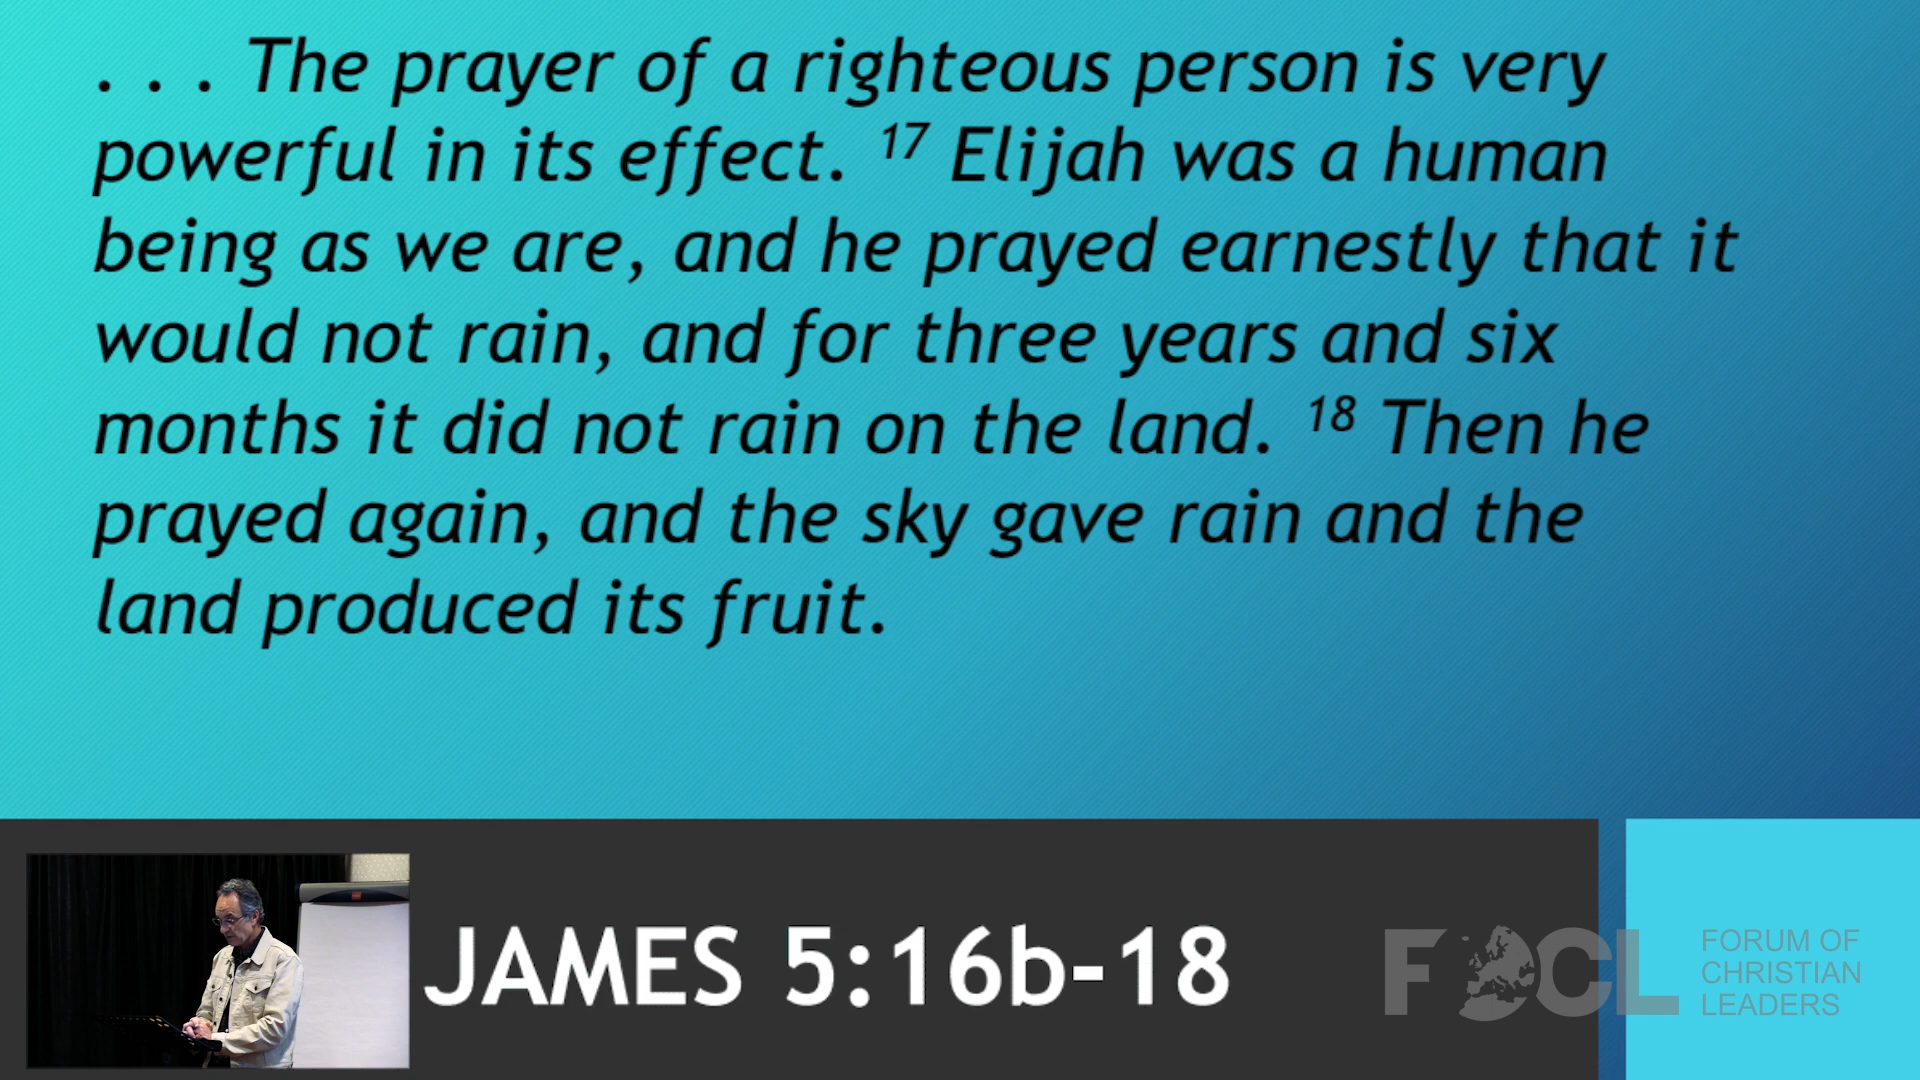 . . . The prayer of a righteous person is very
powerful in its effect. 17 Elijah was a human
being as we are, and he prayed earnestly that it
would not rain, and for three years and six
months it did not rain on the land. 18 Then he
prayed again, and the sky gave rain and the
land produced its fruit.
JAMES 5:16b-18
FOCL
FORUM OF
CHRISTIAN
LEADERS